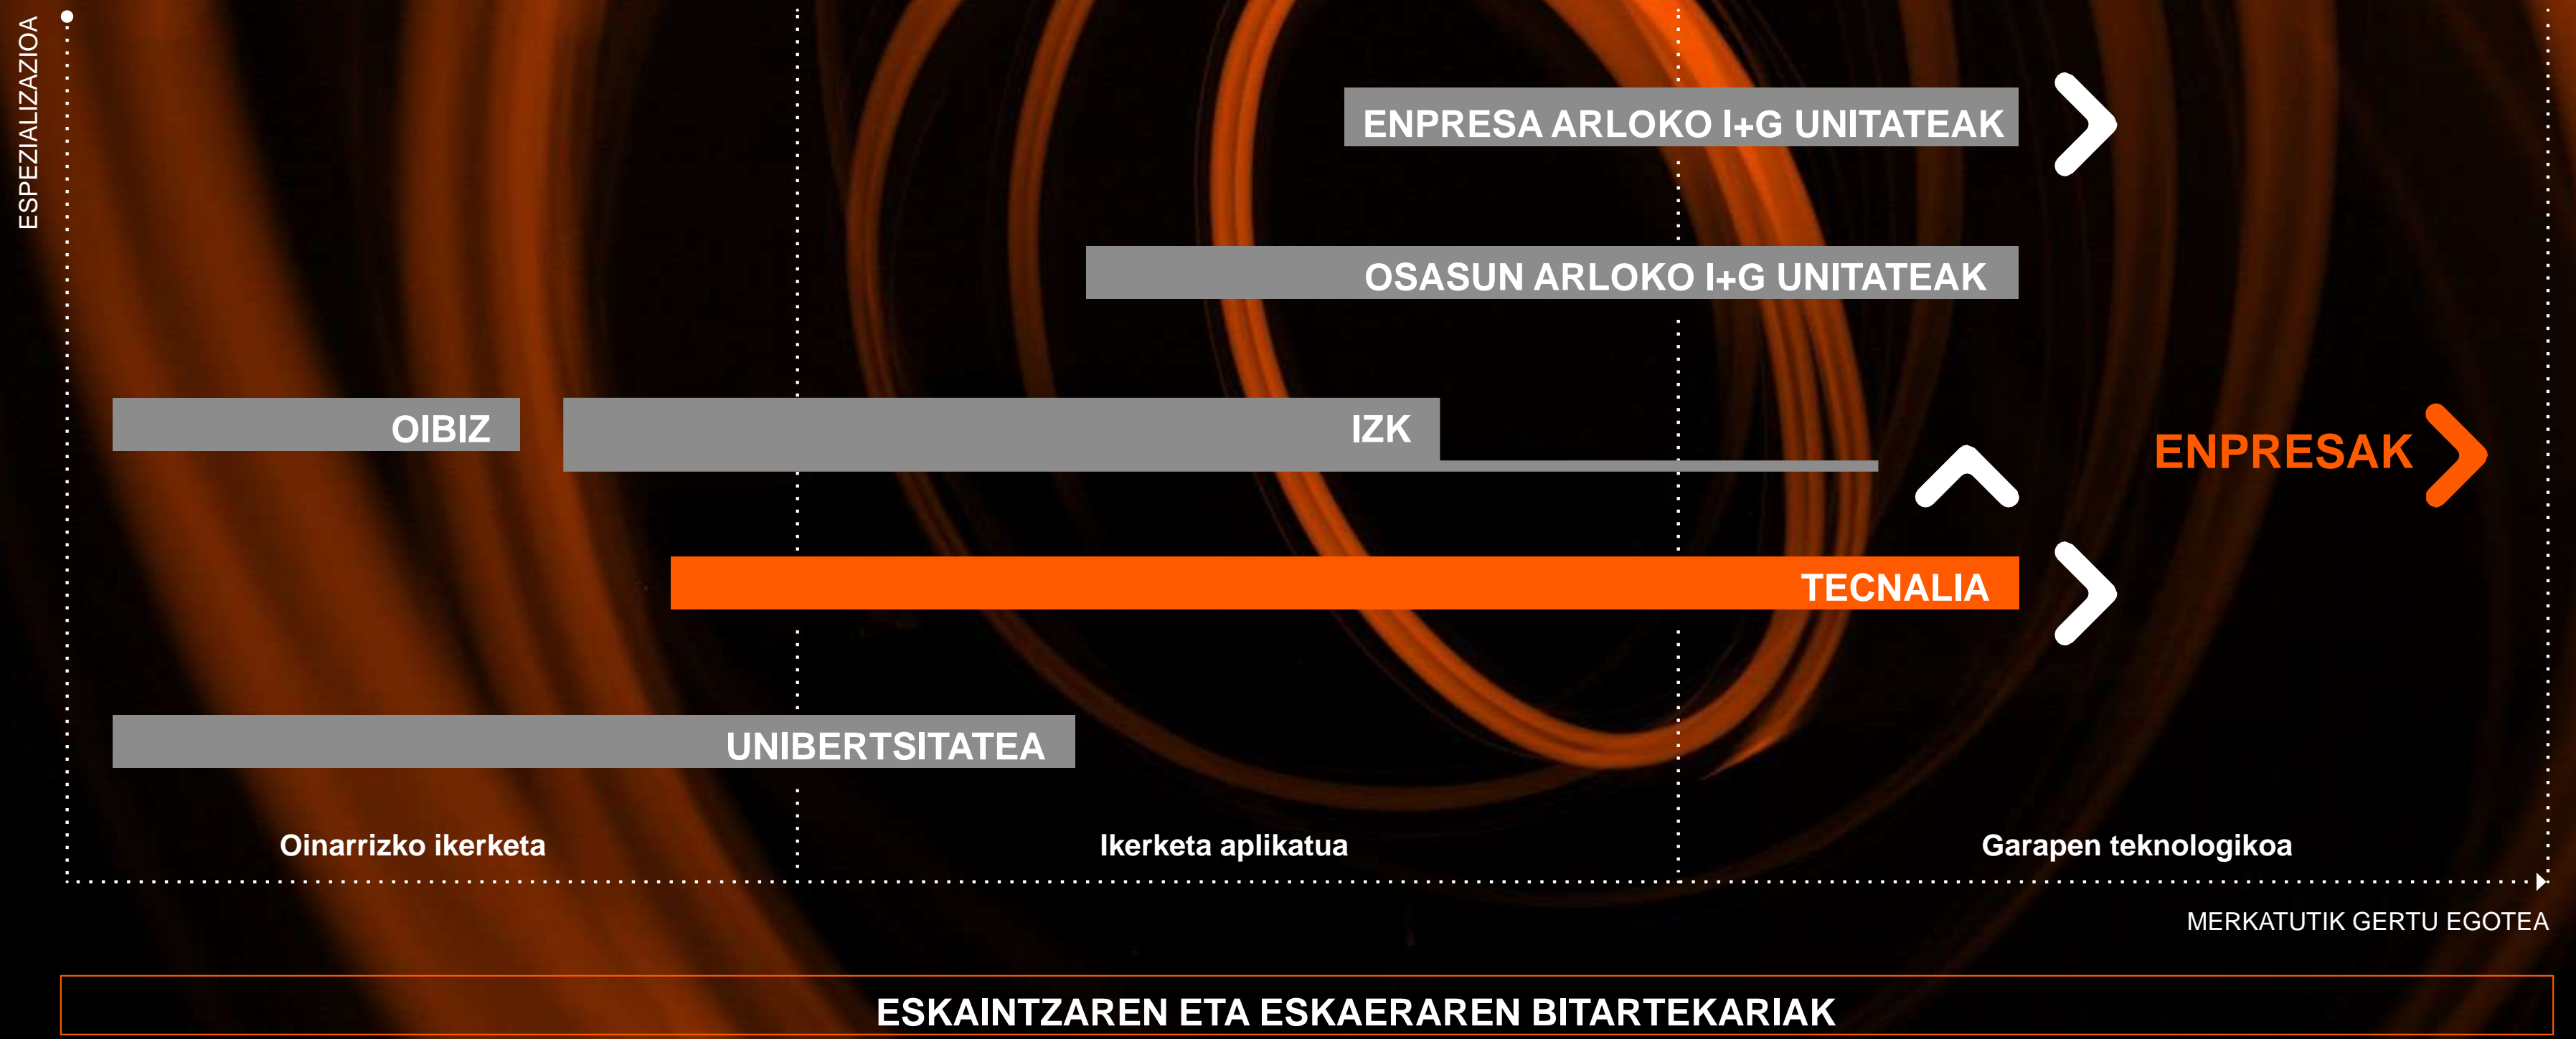 ESPEZIALIZAZIOA
ENPRESA ARLOKO I+G UNITATEAK
OSASUN ARLOKO I+G UNITATEAK
OIBIZ
IZK
ENPRESAK
TECNALIA
UNIBERTSITATEA
Oinarrizko ikerketa
Ikerketa aplikatua
Garapen teknologikoa
MERKATUTIK GERTU EGOTEA
ESKAINTZAREN ETA ESKAERAREN BITARTEKARIAK